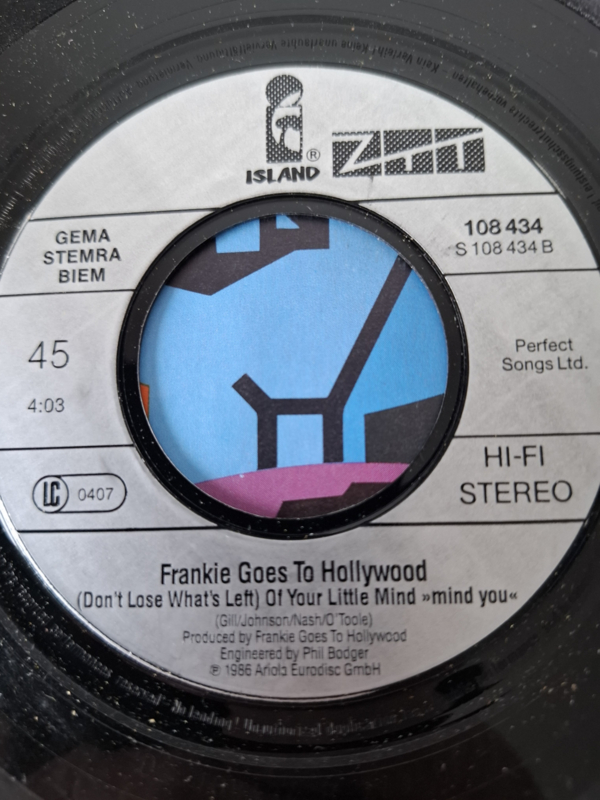 ISLAND ® ZTT
GEMA
STEMRA
BIEM
108 434
S 108 434 B
45
4:03
Perfect
Songs Ltd.
LC 0407
HI-FI
STEREO
Frankie Goes To Hollywood
(Don't Lose What's Left) Of Your Little Mind »mind you«
(Gill/Johnson/Nash/O'Toole)
Produced by Frankie Goes To Hollywood
Engineered by Phil Bodger
℗ 1986 Ariola Eurodisc GmbH